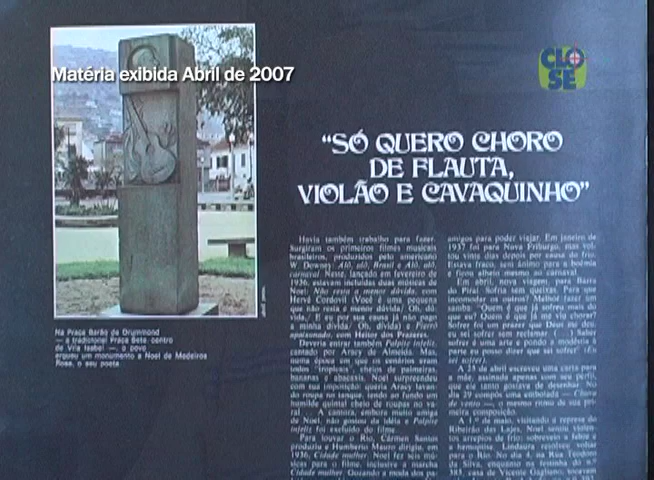 Matéria exibida Abril de 2007
CLO
SE
“SÓ QUERO CHORO
DE FLAUTA,
VIOLÃO E CAVAQUINHO”
Na Praça Barão de Drummond
— a tradicional Praça Sete: centro
de Vila Isabel —, o povo
ergueu um monumento a Noel de Medeiros
Rosa, o seu poeta
Havia também trabalho para fazer.
Surgiram os primeiros filmes musicais
brasileiros, produzidos pelo americano
W. Downey: Alô, alô, Brasil e Alô, alô,
carnaval. Neste, lançado em fevereiro de
1936, estavam incluídas duas músicas de
Noel: Não resta a menor dúvida, com
Hervé Cordovil (Você é uma pequena
que não resta a menor dúvida/ Oh, dú-
vida,/ E eu por sua causa já não pago
a minha dívida/ Oh, dívida) e Pierrô
apaixonado, com Heitor dos Prazeres.
Deveria entrar também Palpite infeliz,
cantado por Aracy de Almeida. Mas,
numa época em que os cenários eram
todos "tropicais", cheios de palmeiras,
bananas e abacaxis, Noel surpreendeu
com sua imposição: queria Aracy lavan-
do roupa no tanque, tendo ao fundo um
humilde quintal cheio de roupas no va-
ral... A cantora, embora muito amiga
de Noel, não gostou da idéia e Palpite
infeliz foi excluído do filme.
Para louvar o Rio, Cármen Santos
produziu e Humberto Mauro dirigiu, em
1936, Cidade mulher. Noel fez seis mú-
sicas para o filme, inclusive a marcha
Cidade mulher. Gozando a moda dos
amigos para poder viajar. Em janeiro de
1937 foi para Nova Friburgo, mas vol-
tou vinte dias depois por causa do frio.
Estava fraco, sem ânimo para a boemia
e ficou alheio mesmo ao carnaval.
Em abril, nova viagem, para Barra
do Piraí. Sofria sem queixas. Para que
incomodar os outros? Melhor fazer um
samba: "Quem é que já sofreu mais do
que eu? Quem é que já me viu chorar?
Sofrer foi um prazer que Deus me deu,
eu sei sofrer sem reclamar. (...) Saber
sofrer é uma arte e pondo a modéstia à
parte eu posso dizer que sei sofrer" (Eu
sei sofrer).
A 28 de abril escreveu uma carta para
a mãe, assinada apenas com seu perfil,
que ele tanto gostava de desenhar. No
dia 29 compôs uma embolada — Chuva
de vento —, o mesmo ritmo de sua pri-
meira composição.
A 1.º de maio, visitando a represa do
Ribeirão das Lajes, Noel sentiu violen-
tos arrepios de frio; sobreveio a febre e
a hemoptise. Lindaura resolveu voltar
para o Rio. No dia 4, na Rua Teodoro
da Silva, enquanto na festinha do n.º
385, casa de Vicente Gagliano, tocavam